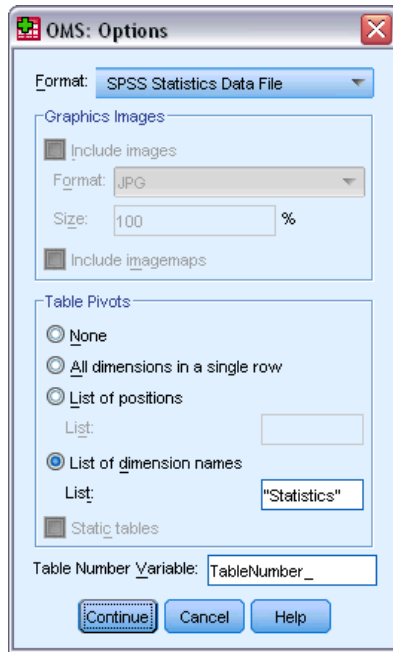 OMS: Options
Format: SPSS Statistics Data File
Graphics Images
Include images
Format: JPG
Size: 100 %
Include imagemaps
Table Pivots
None
All dimensions in a single row
List of positions
List:
List of dimension names
List: "Statistics"
Static tables
Table Number Variable: TableNumber_
Continue Cancel Help